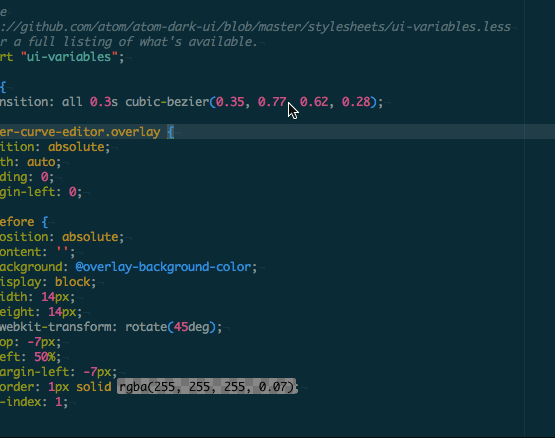 e
://github.com/atom/atom-dark-ui/blob/master/stylesheets/ui-variables.less
r a full listing of what's available.
rt "ui-variables";
{
nsition: all 0.3s cubic-bezier(0.35, 0.77, 0.62, 0.28);
er-curve-editor.overlay {
ition: absolute;
th: auto;
ding: 0;
gin-left: 0;
efore {
osition: absolute;
ontent: '';
ackground: @overlay-background-color;
isplay: block;
idth: 14px;
eight: 14px;
webkit-transform: rotate(45deg);
op: -7px;
eft: 50%;
argin-left: -7px;
order: 1px solid rgba(255, 255, 255, 0.07);
-index: 1;